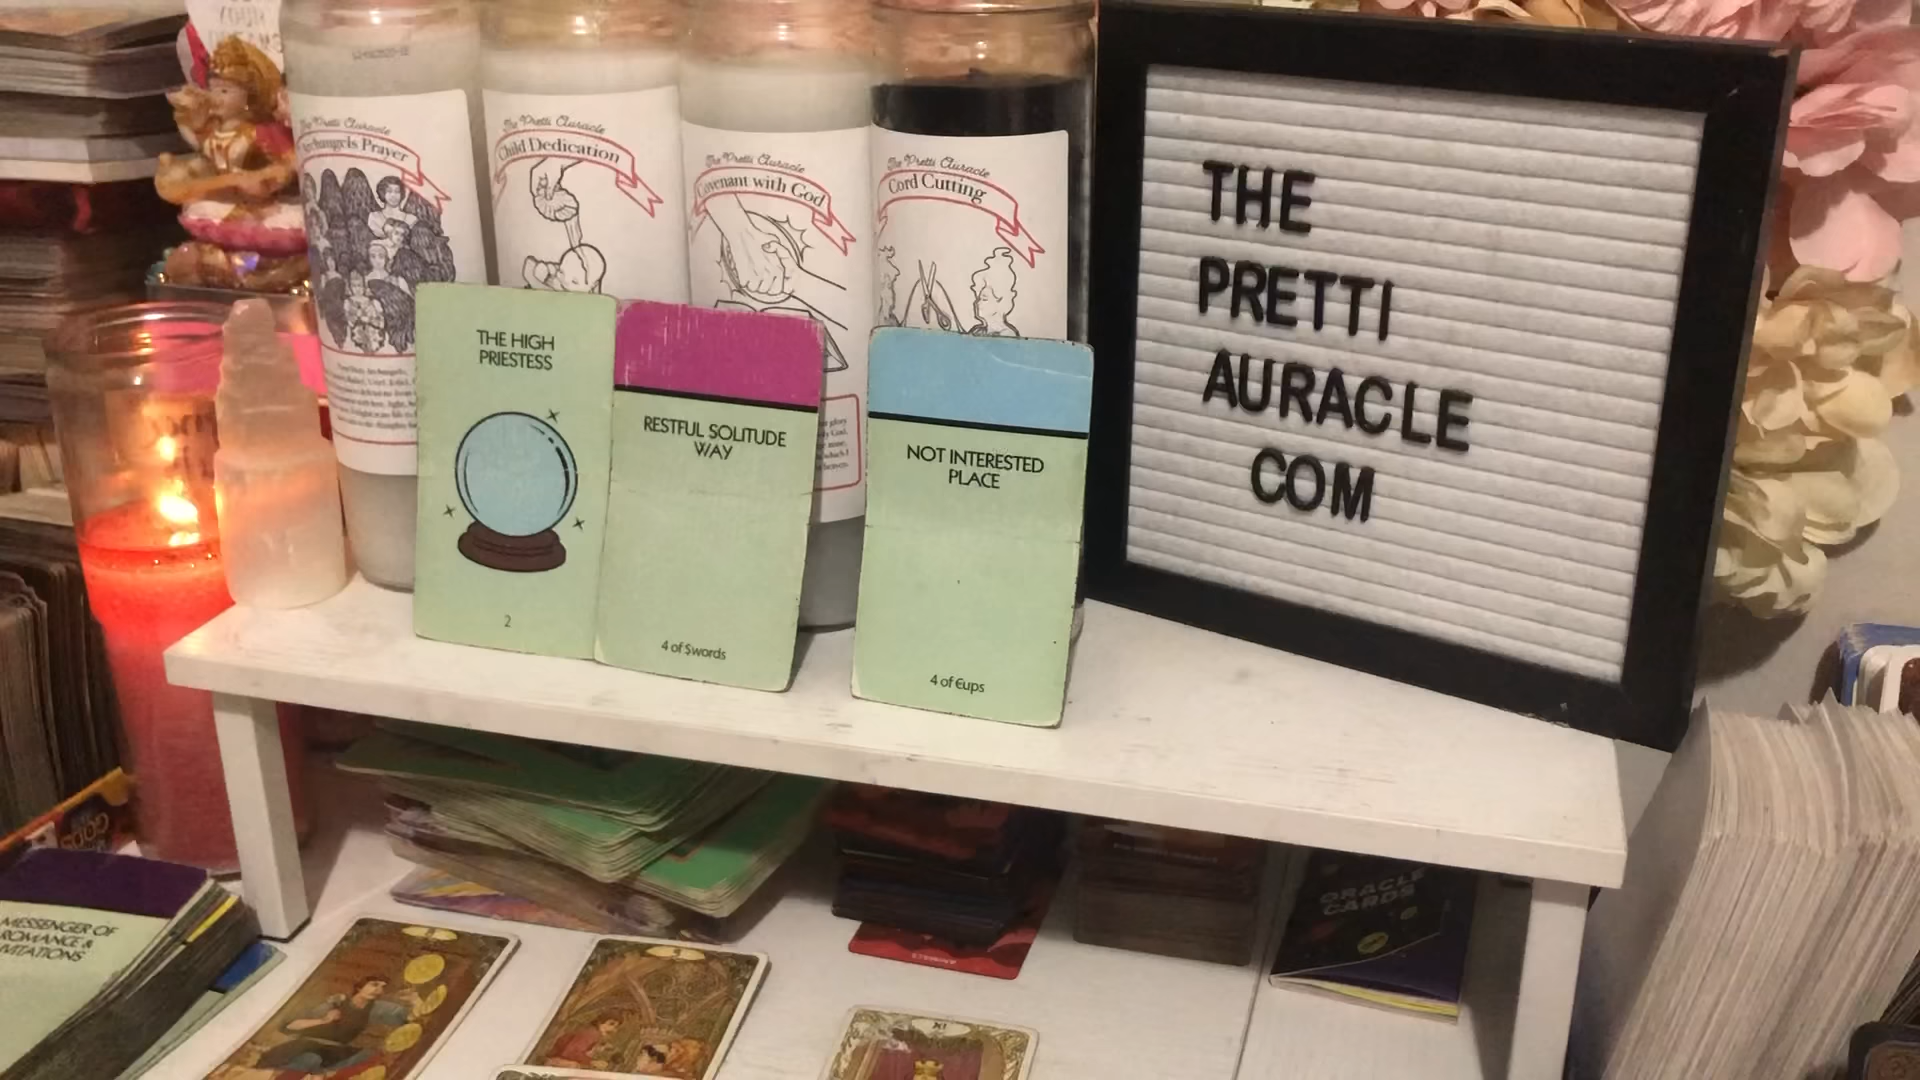 YOUR
The Pretti Auracle
Archangels Prayer
The Pretti Auracle
Child Dedication
The Pretti Auracle
Covenant with God
The Pretti Auracle
Cord Cutting
THE HIGH
PRIESTESS
2
RESTFUL SOLITUDE
WAY
4 of $words
NOT INTERESTED
PLACE
4 of €ups
THE
PRETTI
AURACLE
COM
MESSENGER OF
ROMANCE &
ORACLE
CARDS
XI